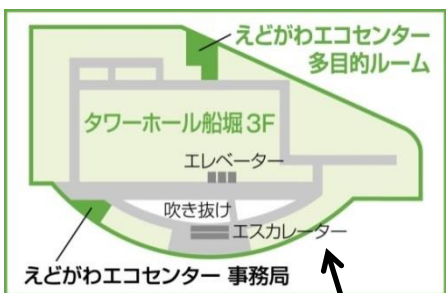 えどがわエコセンター
多目的ルーム
タワーホール船堀 3F
エレベーター
吹き抜け
エスカレーター
えどがわエコセンター 事務局